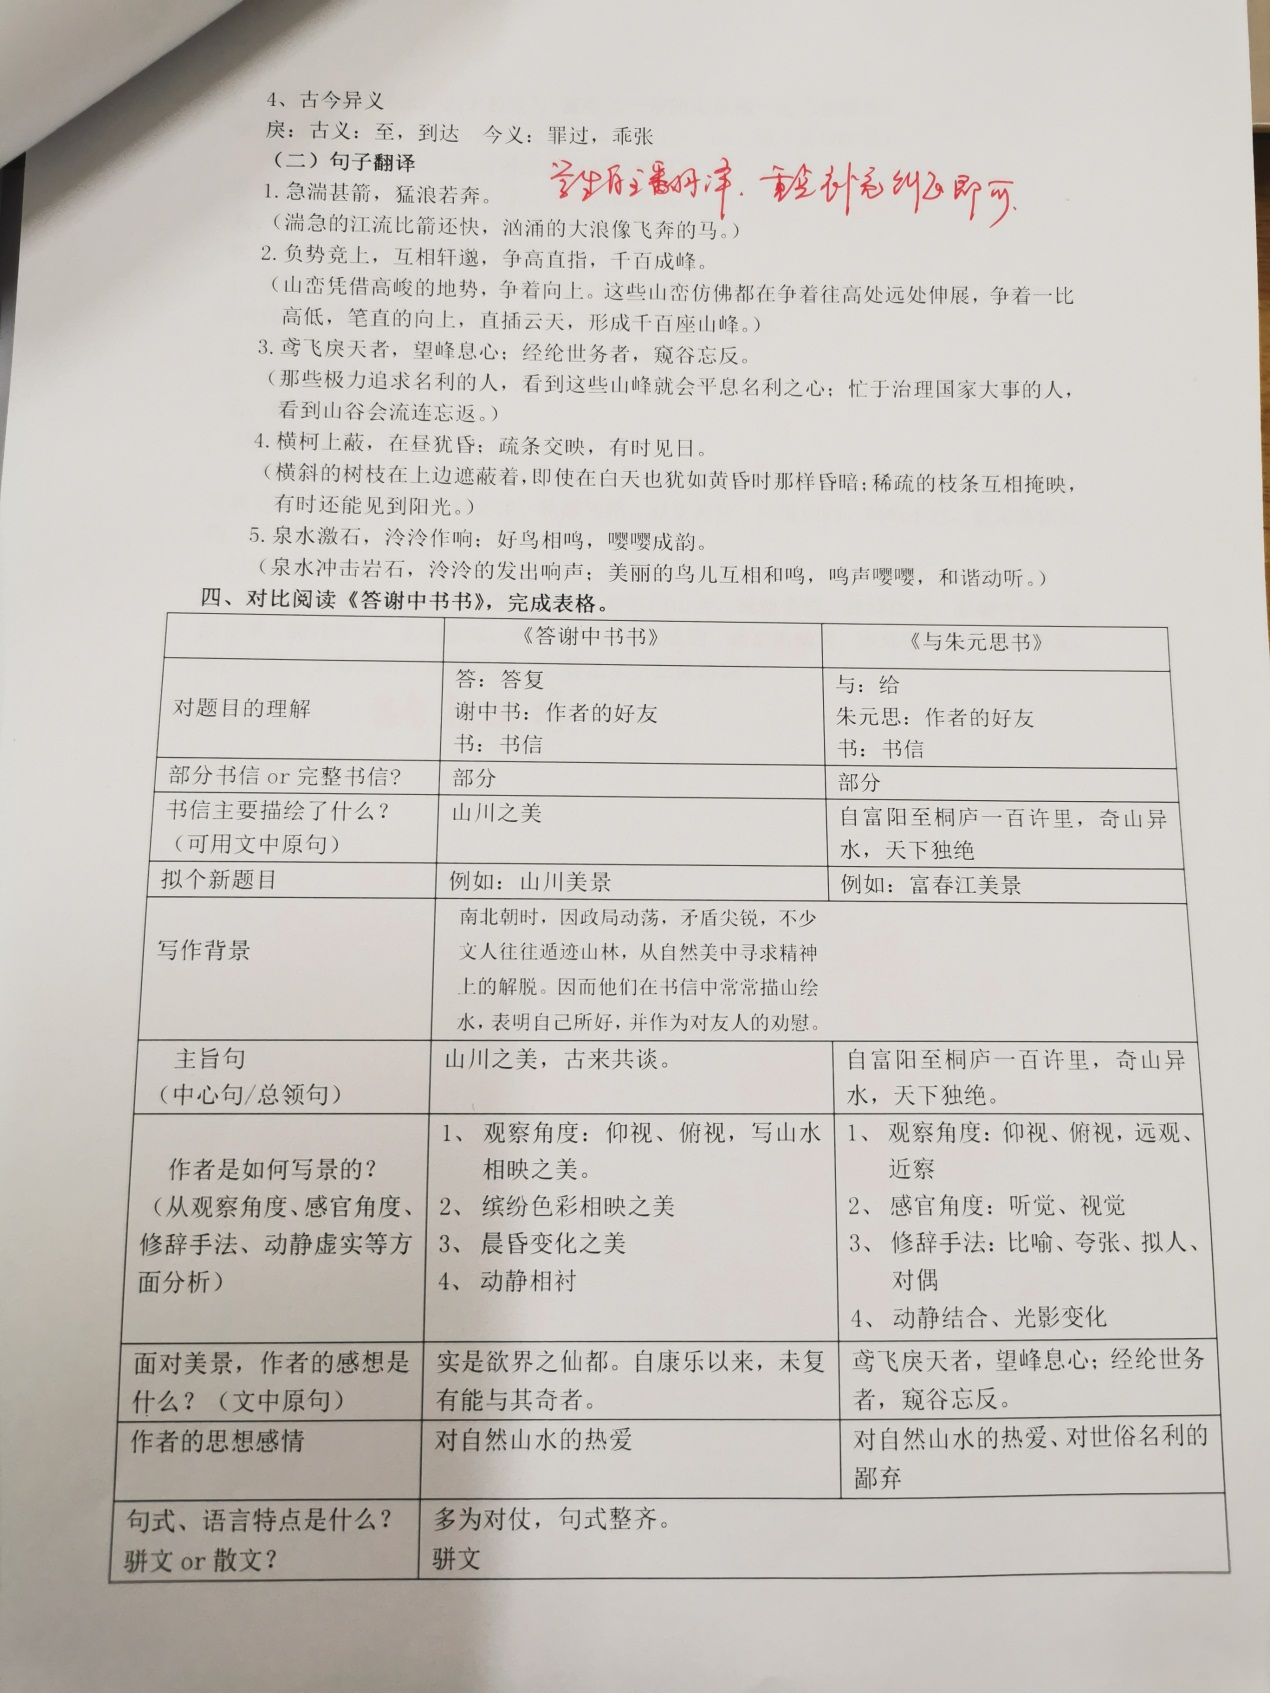 4、古今异义
戾：古义：至，到达 今义：罪过，乖张
（二）句子翻译
学生自主翻译，重点补充纠正即可.
1.急湍甚箭，猛浪若奔。
（湍急的江流比箭还快，汹涌的大浪像飞奔的马。）
2.负势竞上，互相轩邈，争高直指，千百成峰。
（山峦凭借高峻的地势，争着向上。这些山峦仿佛都在争着往高处远处伸展，争着一比
高低，笔直的向上，直插云天，形成千百座山峰。）
3.鸢飞戾天者，望峰息心；经纶世务者，窥谷忘反。
（那些极力追求名利的人，看到这些山峰就会平息名利之心；忙于治理国家大事的人，
看到山谷会流连忘返。）
4.横柯上蔽，在昼犹昏；疏条交映，有时见日。
（横斜的树枝在上边遮蔽着，即使在白天也犹如黄昏时那样昏暗；稀疏的枝条互相掩映，
有时还能见到阳光。）
5.泉水激石，泠泠作响；好鸟相鸣，嘤嘤成韵。
（泉水冲击岩石，泠泠的发出响声；美丽的鸟儿互相和鸣，鸣声嘤嘤，和谐动听。）
四、对比阅读《答谢中书书》，完成表格。
《答谢中书书》 《与朱元思书》
对题目的理解
答：答复
谢中书：作者的好友
书：书信
与：给
朱元思：作者的好友
书：书信
部分书信 or 完整书信? 部分 部分
书信主要描绘了什么？
（可用文中原句）
山川之美
自富阳至桐庐一百许里，奇山异
水，天下独绝
拟个新题目 例如：山川美景 例如：富春江美景
写作背景
南北朝时，因政局动荡，矛盾尖锐，不少
文人往往遁迹山林，从自然美中寻求精神
上的解脱。因而他们在书信中常常描山绘
水，表明自己所好，并作为对友人的劝慰。
主旨句
（中心句/总领句）
山川之美，古来共谈。
自富阳至桐庐一百许里，奇山异
水，天下独绝。
作者是如何写景的？
（从观察角度、感官角度、
修辞手法、动静虚实等方
面分析）
1、 观察角度：仰视、俯视，写山水
相映之美。
2、 缤纷色彩相映之美
3、 晨昏变化之美
4、 动静相衬
1、 观察角度：仰视、俯视，远观、
近察
2、 感官角度：听觉、视觉
3、 修辞手法：比喻、夸张、拟人、
对偶
4、 动静结合、光影变化
面对美景，作者的感想是
什么？（文中原句）
实是欲界之仙都。自康乐以来，未复
有能与其奇者。
鸢飞戾天者，望峰息心；经纶世务
者，窥谷忘反。
作者的思想感情
对自然山水的热爱
对自然山水的热爱、对世俗名利的
鄙弃
句式、语言特点是什么？
骈文 or 散文？
多为对仗，句式整齐。
骈文